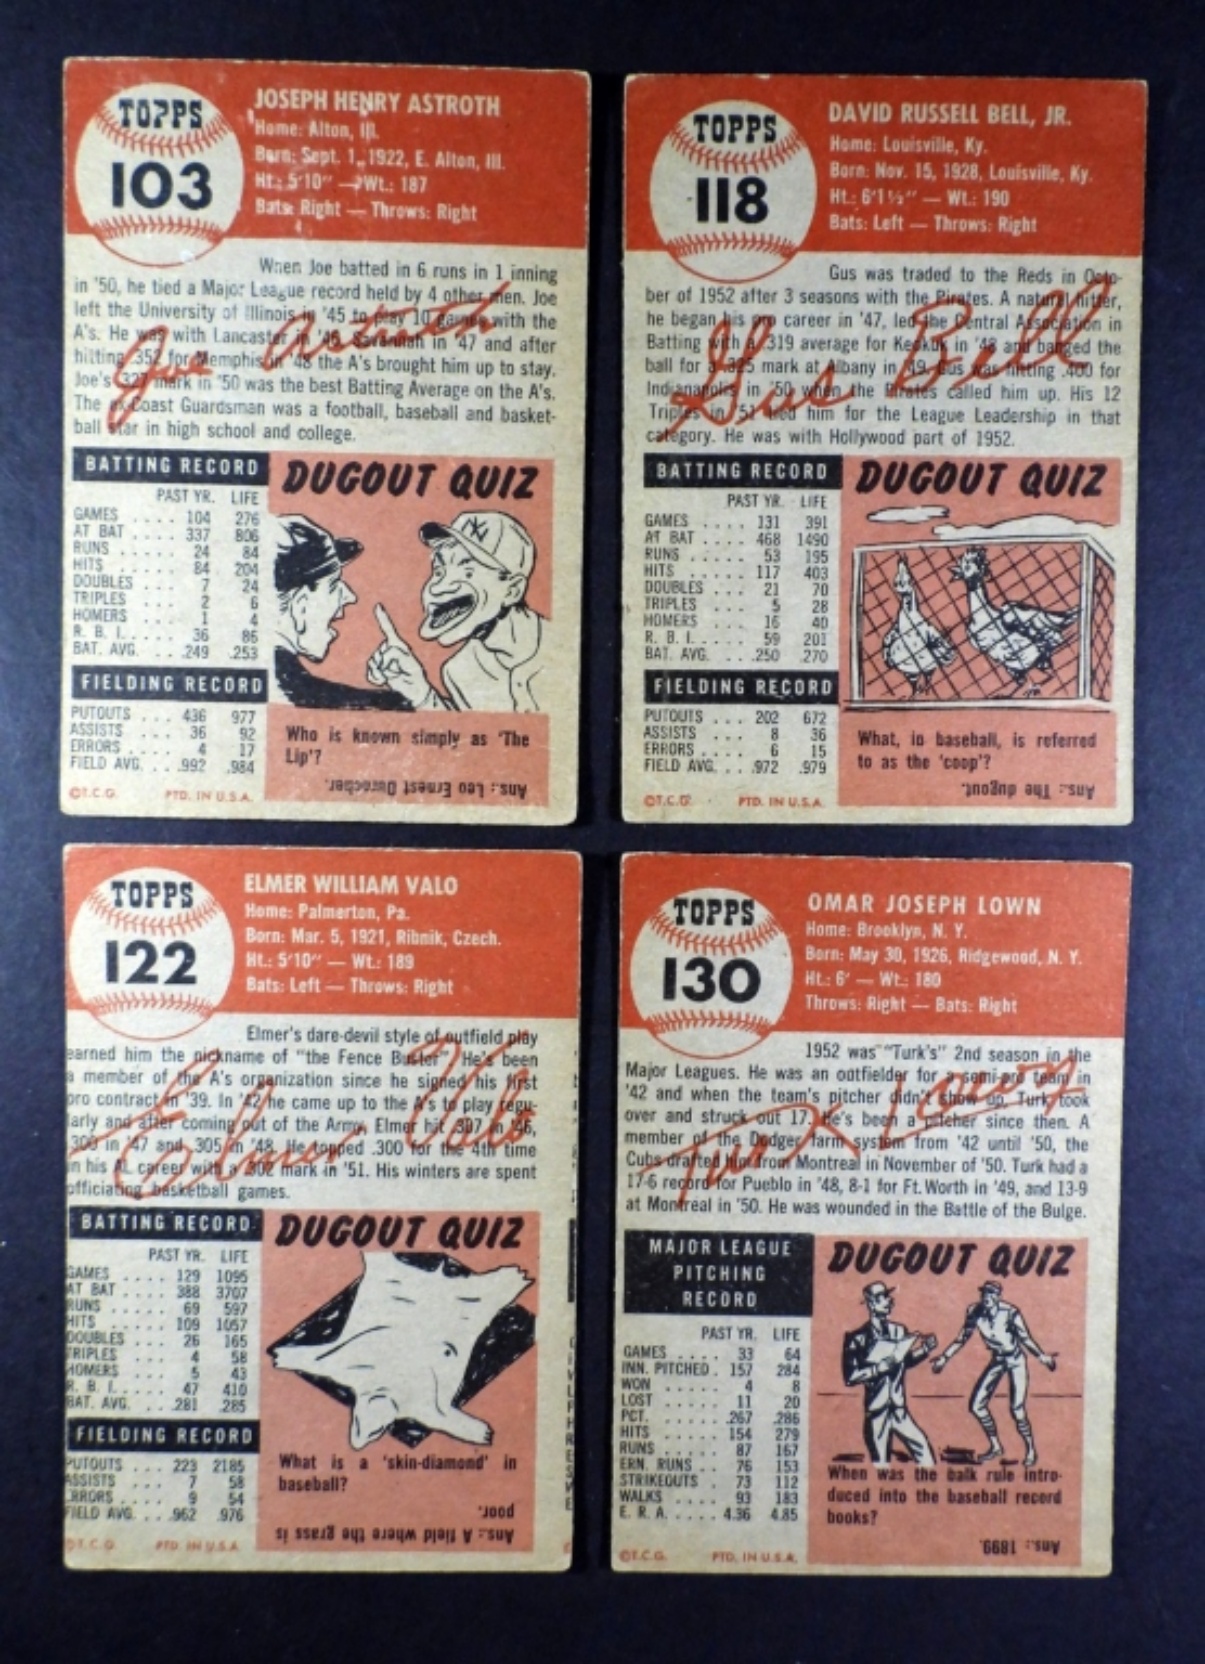 TOPPS
103
JOSEPH HENRY ASTROTH
Home: Alton, Ill.
Born: Sept. 1, 1922, E. Alton, Ill.
Ht.: 5'10" — Wt.: 187
Bats: Right — Throws: Right
When Joe batted in 6 runs in 1 inning
in '50, he tied a Major League record held by 4 other men. Joe
left the University of Illinois in '45 to play 10 games with the
A's. He was with Lancaster in '46, Savannah in '47 and after
hitting .352 for Memphis in '48 the A's brought him up to stay.
Joe's .327 mark in '50 was the best Batting Average on the A's.
The ex-Coast Guardsman was a football, baseball and basket-
ball star in high school and college.
Joe Astroth
BATTING RECORD
PAST YR. LIFE
GAMES .... 104 276
AT BAT .... 337 806
RUNS .... 24 84
HITS .... 84 204
DOUBLES ... 7 24
TRIPLES ... 2 6
HOMERS ... 1 4
R. B. I. .... 36 86
BAT. AVG. ... .249 .253
FIELDING RECORD
PUTOUTS ... 436 977
ASSISTS ... 36 92
ERRORS ... 4 17
FIELD AVG. ... .992 .984
©T.C.G. PTD. IN U.S.A.
DUGOUT QUIZ
Who is known simply as 'The
Lip'?
Ans.: Leo Ernest Durocher.
TOPPS
118
DAVID RUSSELL BELL, JR.
Home: Louisville, Ky.
Born: Nov. 15, 1928, Louisville, Ky.
Ht.: 6'1½" — Wt.: 190
Bats: Left — Throws: Right
Gus was traded to the Reds in Octo-
ber of 1952 after 3 seasons with the Pirates. A natural hitter,
he began his pro career in '47, led the Central Association in
Batting with a .319 average for Keokuk in '48 and banged the
ball for a .325 mark at Albany in '49. Gus was hitting .400 for
Indianapolis in '50 when the Pirates called him up. His 12
Triples in '51 tied him for the League Leadership in that
category. He was with Hollywood part of 1952.
Gus Bell
BATTING RECORD
PAST YR. LIFE
GAMES .... 131 391
AT BAT .... 468 1490
RUNS .... 53 195
HITS .... 117 403
DOUBLES ... 21 70
TRIPLES ... 5 28
HOMERS ... 16 40
R. B. I. .... 59 201
BAT. AVG. ... .250 .270
FIELDING RECORD
PUTOUTS ... 202 672
ASSISTS ... 8 36
ERRORS ... 6 15
FIELD AVG. ... .972 .979
©T.C.G. PTD. IN U.S.A.
DUGOUT QUIZ
What, in baseball, is referred
to as the 'coop'?
Ans.: The dugout.
TOPPS
122
ELMER WILLIAM VALO
Home: Palmerton, Pa.
Born: Mar. 5, 1921, Ribnik, Czech.
Ht.: 5'10" — Wt.: 189
Bats: Left — Throws: Right
Elmer's dare-devil style of outfield play
earned him the nickname of "the Fence Buster". He's been
a member of the A's organization since he signed his first
pro contract in '39. In '42 he came up to the A's to play regu-
larly and after coming out of the Army, Elmer hit .307 in '46,
.300 in '47 and .305 in '48. He topped .300 for the 4th time
in his AL career with a .302 mark in '51. His winters are spent
officiating basketball games.
Elmer Valo
BATTING RECORD
PAST YR. LIFE
GAMES .... 129 1095
AT BAT .... 388 3707
RUNS .... 69 597
HITS .... 109 1057
DOUBLES ... 26 165
TRIPLES ... 4 58
HOMERS ... 5 43
R. B. I. .... 47 410
BAT. AVG. ... .281 .285
FIELDING RECORD
PUTOUTS ... 223 2185
ASSISTS ... 7 58
ERRORS ... 9 54
FIELD AVG. ... .962 .976
©T.C.G. PTD. IN U.S.A.
DUGOUT QUIZ
What is a 'skin-diamond' in
baseball?
Ans.: A field where the grass is
poor.
TOPPS
130
OMAR JOSEPH LOWN
Home: Brooklyn, N. Y.
Born: May 30, 1926, Ridgewood, N. Y.
Ht.: 6' — Wt.: 180
Throws: Right — Bats: Right
1952 was "Turk's" 2nd season in the
Major Leagues. He was an outfielder for a semi-pro team in
'42 and when the team's pitcher didn't show up, Turk took
over and struck out 17. He's been a pitcher since then. A
member of the Dodger farm system from '42 until '50, the
Cubs drafted him from Montreal in November of '50. Turk had a
17-6 record for Pueblo in '48, 8-1 for Ft. Worth in '49, and 13-9
at Montreal in '50. He was wounded in the Battle of the Bulge.
Turk Lown
MAJOR LEAGUE
PITCHING
RECORD
PAST YR. LIFE
GAMES .... 33 64
INN. PITCHED . 157 284
WON ..... 4 8
LOST ..... 11 20
PCT. ..... .267 .286
HITS ..... 154 279
RUNS .... 87 167
ERN. RUNS .. 76 153
STRIKEOUTS . 73 112
WALKS .... 93 183
E. R. A. .... 4.36 4.85
©T.C.G. PTD. IN U.S.A.
DUGOUT QUIZ
When was the balk rule intro-
duced into the baseball record
books?
Ans.: 1899.